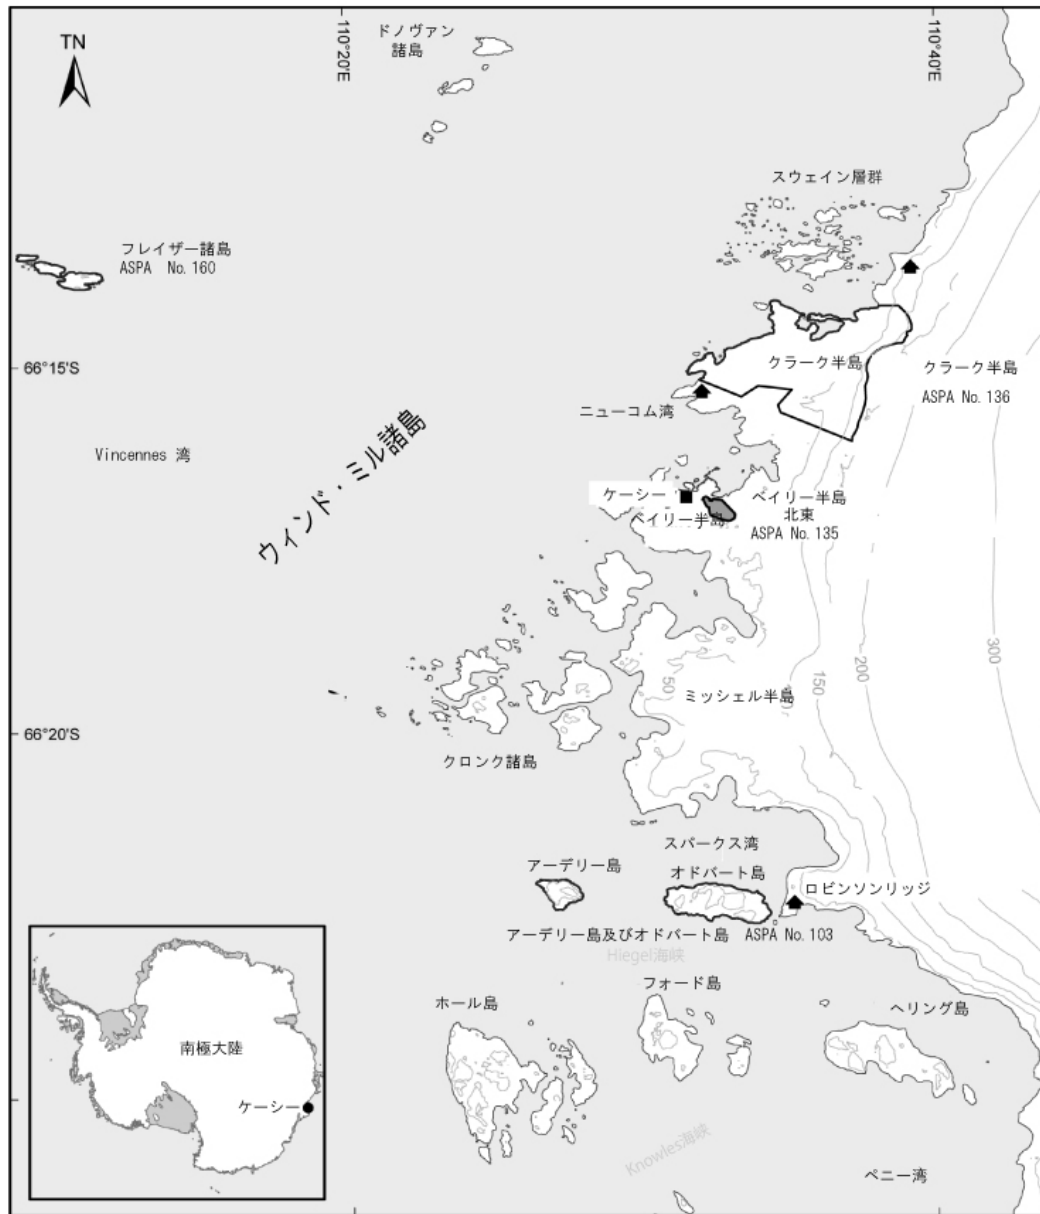 ドノヴァン
諸島
TN
110°20'E
110°40'E
スウェイン層群
フレイザー諸島
ASPA No. 160
66°15'S
クラーク半島
クラーク半島
ASPA No. 136
ニューコム湾
Vincennes 湾
ウィンド・ミル諸島
ケーシー
ベイリー半島
ベイリー半島
北東
ASPA No. 135
50
150
200
300
ミッシェル半島
66°20'S
クロンク諸島
スパークス湾
アーデリー島
オドバート島
ロビンソンリッジ
アーデリー島及びオドバート島 ASPA No. 103
Hiegel海峡
フォード島
ホール島
ヘリング島
南極大陸
ケーシー
Knowles海峡
ペニー湾